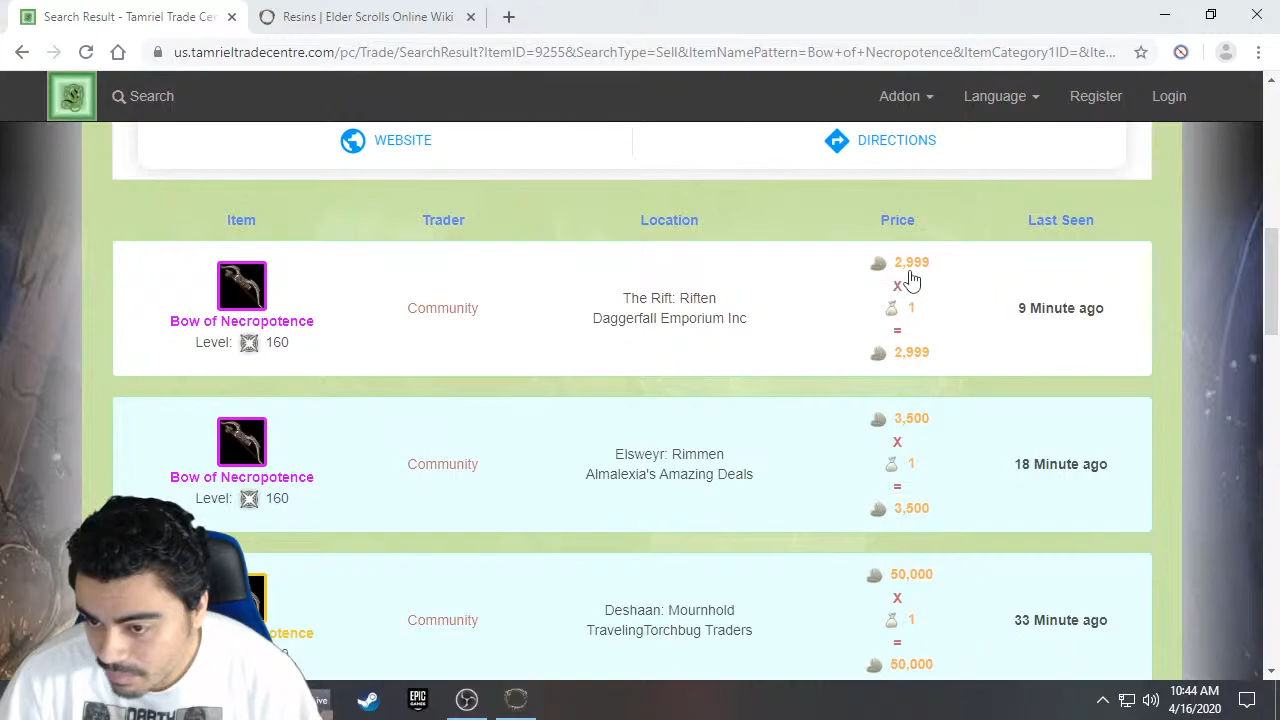 Search Result - Tamriel Trade Cer
Resins | Elder Scrolls Online Wiki
us.tamrieltradecentre.com/pc/Trade/SearchResult?ItemID=9255&SearchType=Sell&ItemNamePattern=Bow+of+Necropotence&ItemCategory1ID=&Ite...
Search
Addon
Language
Register
Login
WEBSITE
DIRECTIONS
Item
Trader
Location
Price
Last Seen
Bow of Necropotence
Level: 160
Community
The Rift: Riften
Daggerfall Emporium Inc
2,999
X
1
=
2,999
9 Minute ago
Bow of Necropotence
Level: 160
Community
Elsweyr: Rimmen
Almalexia's Amazing Deals
3,500
X
1
=
3,500
18 Minute ago
potence
Community
Deshaan: Mournhold
TravelingTorchbug Traders
50,000
X
1
=
50,000
33 Minute ago
EPIC
GAMES
10:44 AM
4/16/2020